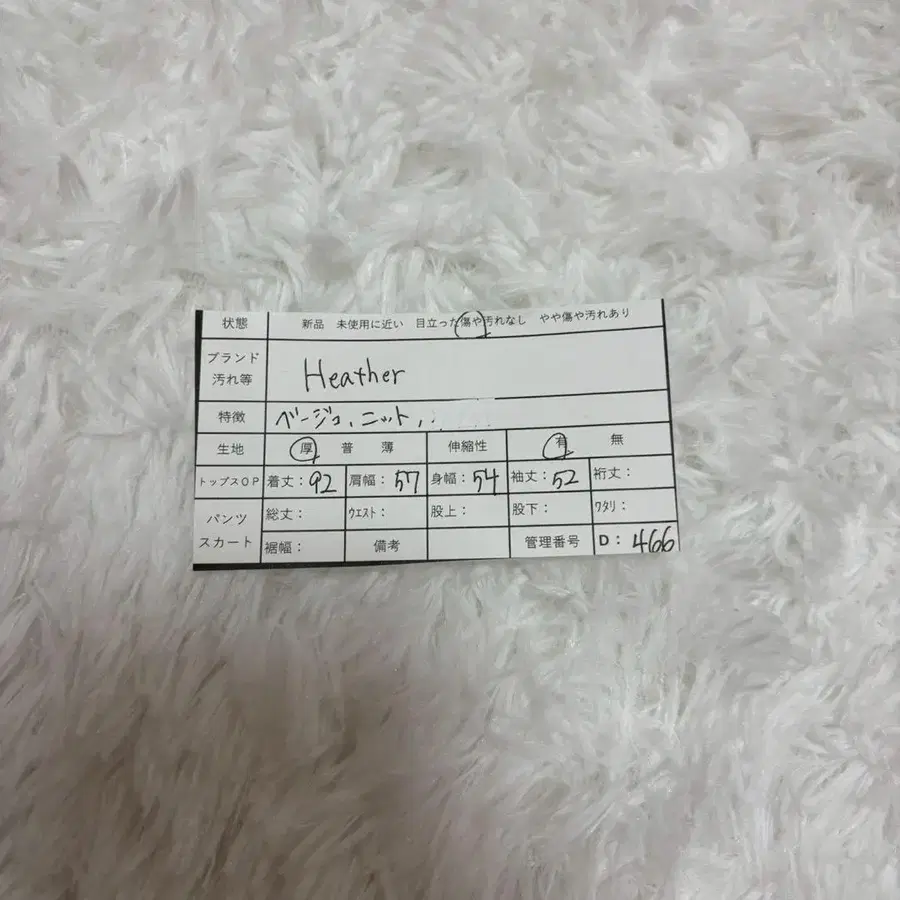 状態 新品 未使用に近い 目立った傷や汚れなし やや傷や汚れあり
ブランド 汚れ等 Heather
特徴 ベージュ、ニット、
生地 厚 普 薄 伸縮性 有 無
トップスOP 着丈：92 肩幅：57 身幅：54 袖丈：52 裄丈：
パンツ スカート 総丈： ウエスト： 股上： 股下： ワタリ：
裾幅： 備考 管理番号 D：466